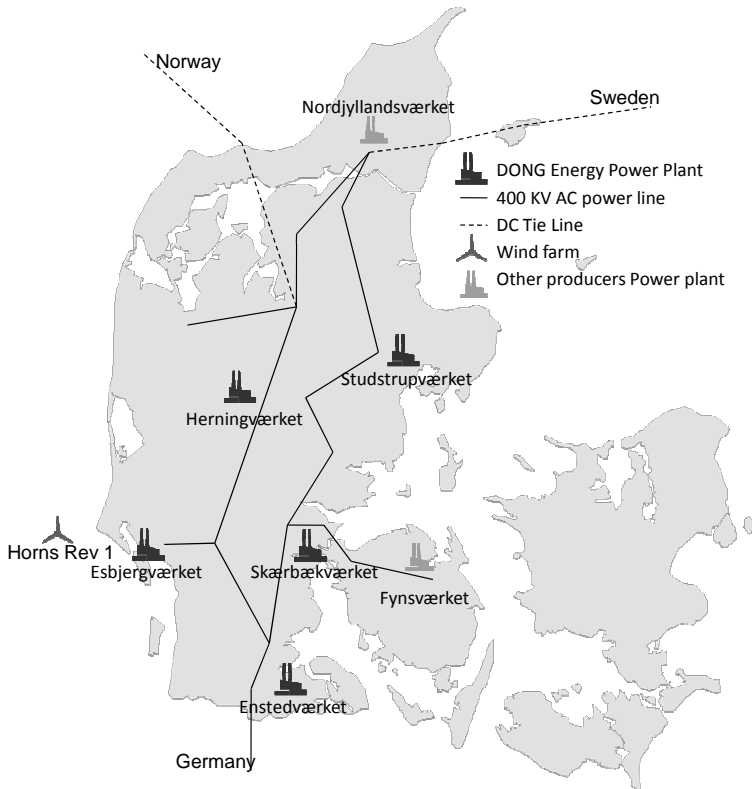 Norway
Nordjyllandsværket
Sweden
DONG Energy Power Plant
400 KV AC power line
DC Tie Line
Wind farm
Other producers Power plant
Studstrupværket
Herningværket
Horns Rev 1
Esbjergværket
Skærbækværket
Fynsværket
Enstedværket
Germany